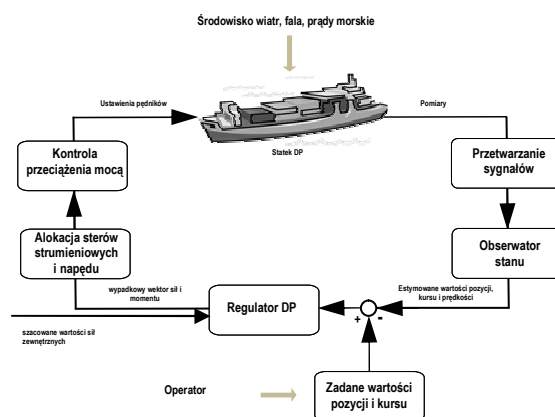 Środowisko wiatr, fala, prądy morskie
Ustawienia pędników
Pomiary
Statek DP
Kontrola
przeciążenia mocą
Przetwarzanie
sygnałów
Alokacja sterów
strumieniowych
i napędu
Obserwator
stanu
wypadkowy wektor sił i
momentu
Estymowane wartości pozycji,
kursu i prędkości
Regulator DP
+ -
szacowane wartości sił
zewnętrznych
Operator
Zadane wartości
pozycji i kursu